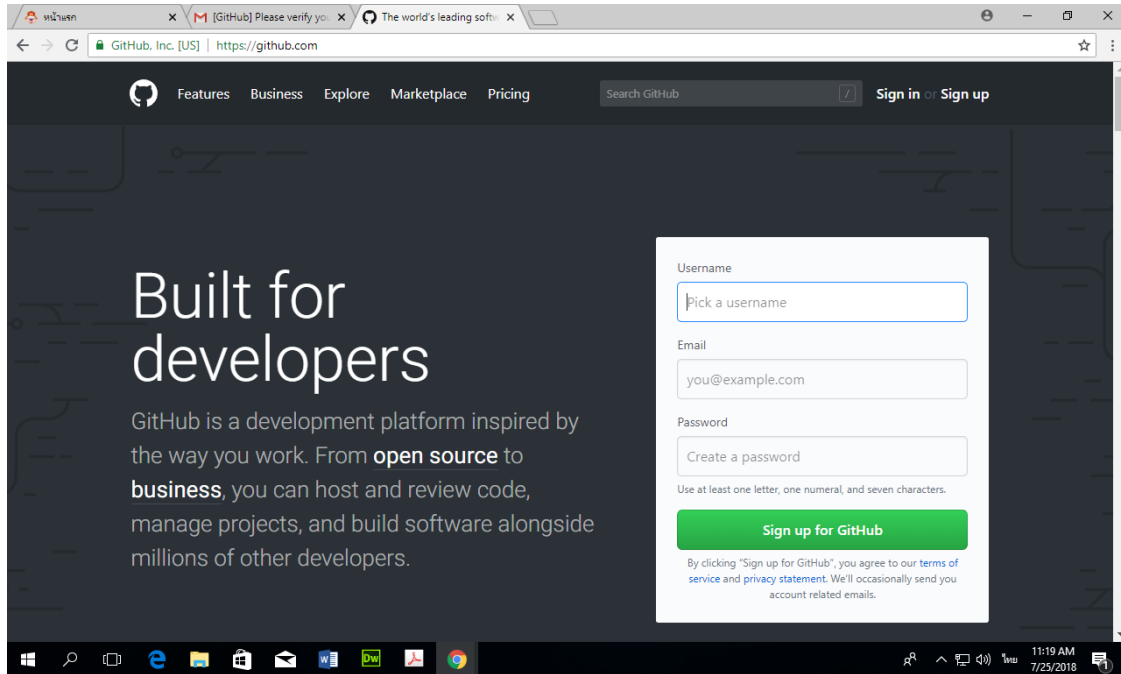 หน้าแรก
[GitHub] Please verify you
The world's leading softw
GitHub, Inc. [US] | https://github.com
Features Business Explore Marketplace Pricing
Search GitHub /
Sign in or Sign up
Built for
developers
GitHub is a development platform inspired by
the way you work. From open source to
business, you can host and review code,
manage projects, and build software alongside
millions of other developers.
Username
Pick a username
Email
you@example.com
Password
Create a password
Use at least one letter, one numeral, and seven characters.
Sign up for GitHub
By clicking "Sign up for GitHub", you agree to our terms of
service and privacy statement. We'll occasionally send you
account related emails.
Dw
ไทย
11:19 AM
7/25/2018
1